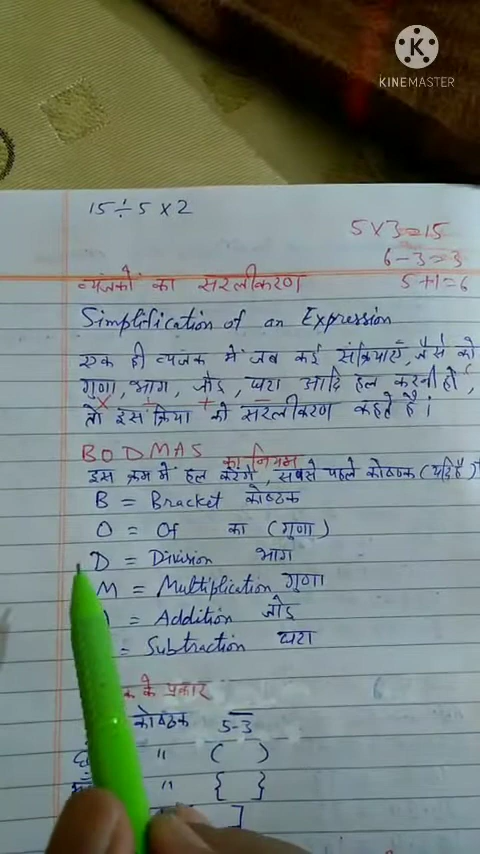 K
KINEMASTER
15 ÷ 5 × 2
5 × 3 = 15
6 - 3 = 3
5 + 1 = 6
व्यंजकों का सरलीकरण
Simplification of an Expression
एक ही व्यंजक में जब कई संक्रियाएँ, जैसे को
गुणा, भाग, जोड़, घटा आदि हल करनी हों,
× ÷ + −
तो इस क्रिया को सरलीकरण कहते हैं।
BODMAS का नियम
इस क्रम में हल करेंगे, सबसे पहले कोष्ठक (यदि है)
B = Bracket कोष्ठक
O = Of का (गुणा)
D = Division भाग
M = Multiplication गुणा
= Addition जोड़
= Subtraction घटा
के प्रकार
कोष्ठक 5-3
" ( )
" { }
]